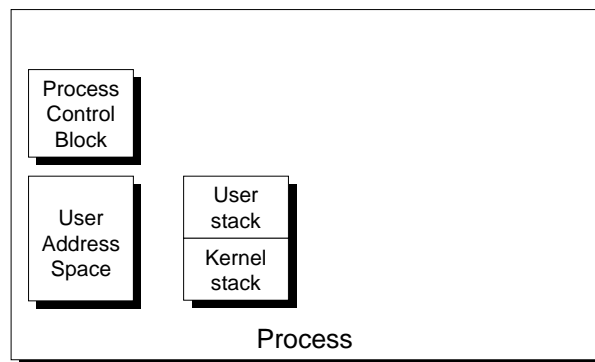 Process
Control
Block
User
Address
Space
User
stack
Kernel
stack
Process